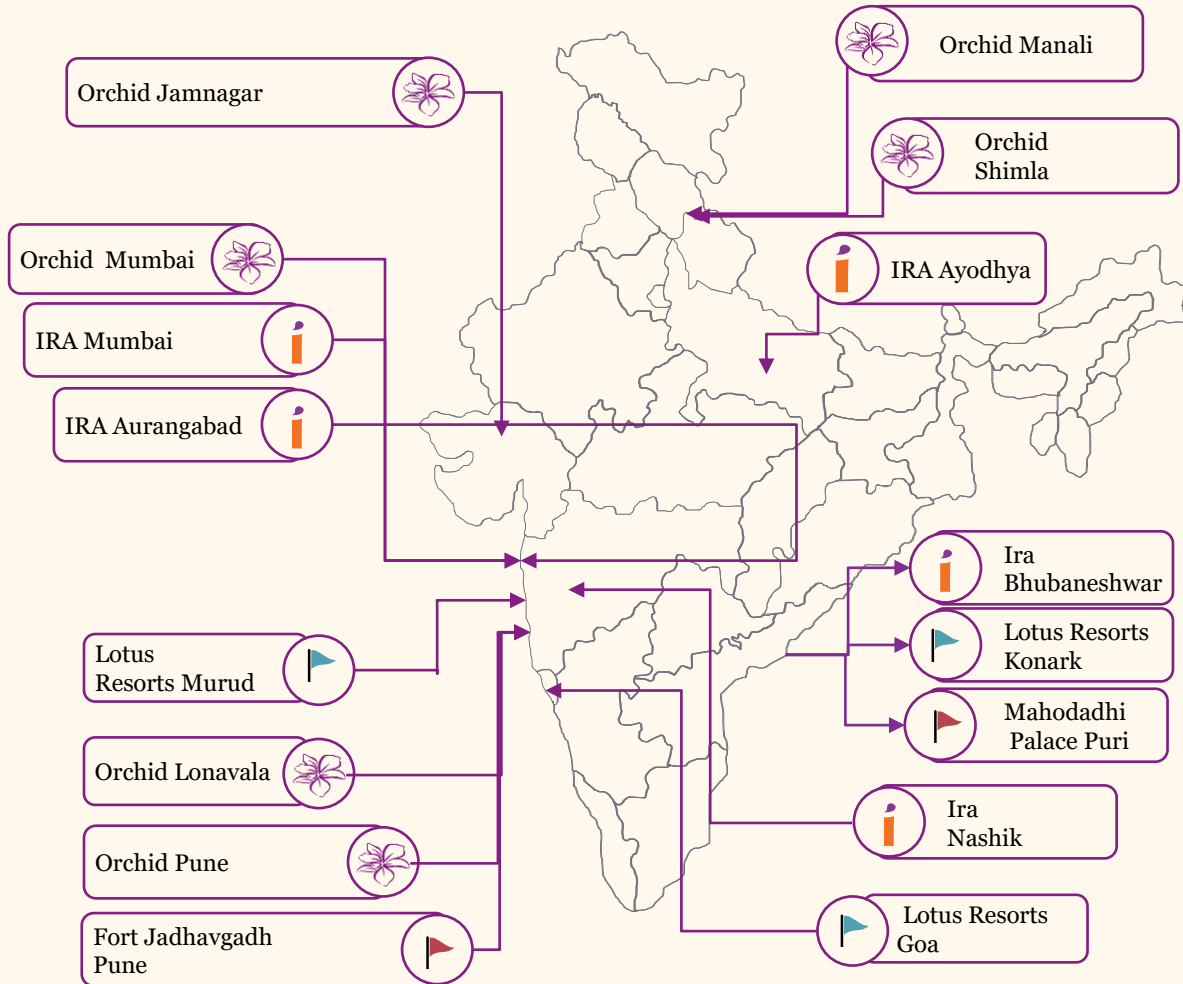 Orchid Manali
Orchid Jamnagar
Orchid
Shimla
Orchid Mumbai
IRA Ayodhya
IRA Mumbai
IRA Aurangabad
Ira
Bhubaneshwar
Lotus Resorts
Konark
Lotus
Resorts Murud
Mahodadhi
Palace Puri
Orchid Lonavala
Ira
Nashik
Orchid Pune
Lotus Resorts
Goa
Fort Jadhavgadh
Pune